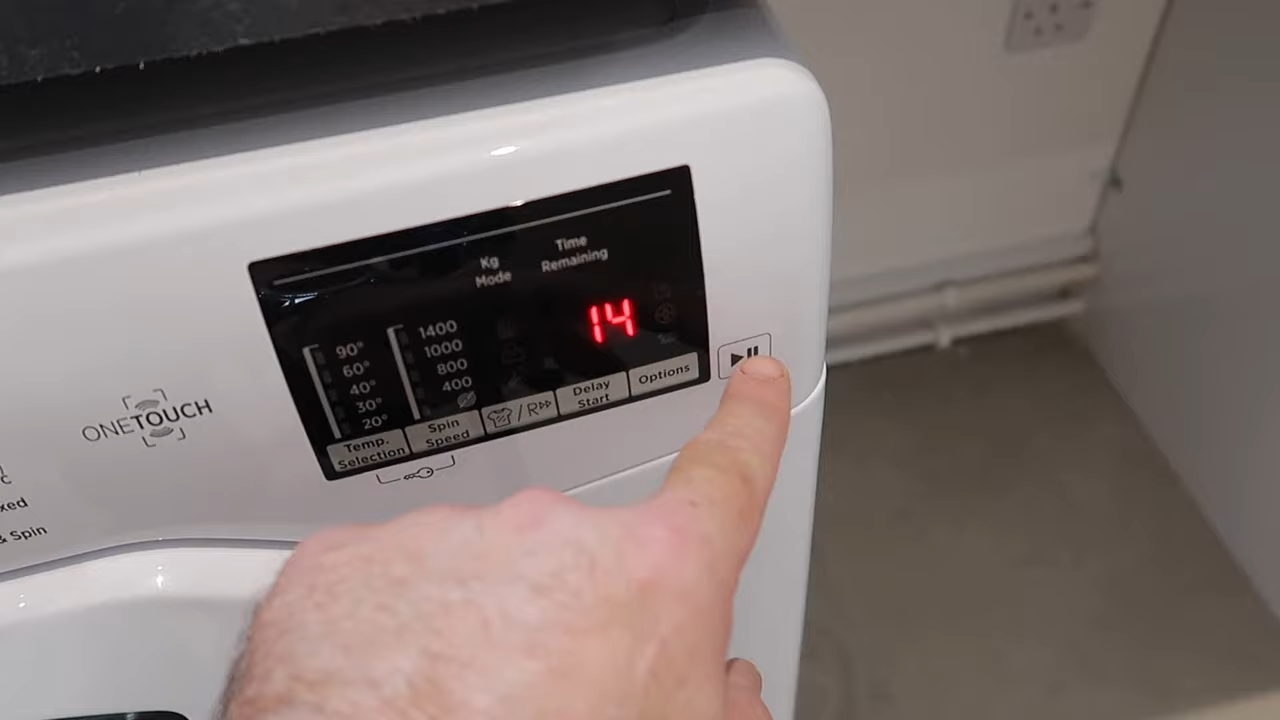 Time
Remaining
Kg
Mode
14
90°
60°
40°
30°
20°
1400
1000
800
400
Temp.
Selection
Spin
Speed
/R
Delay
Start
Options
ONETOUCH
& Spin